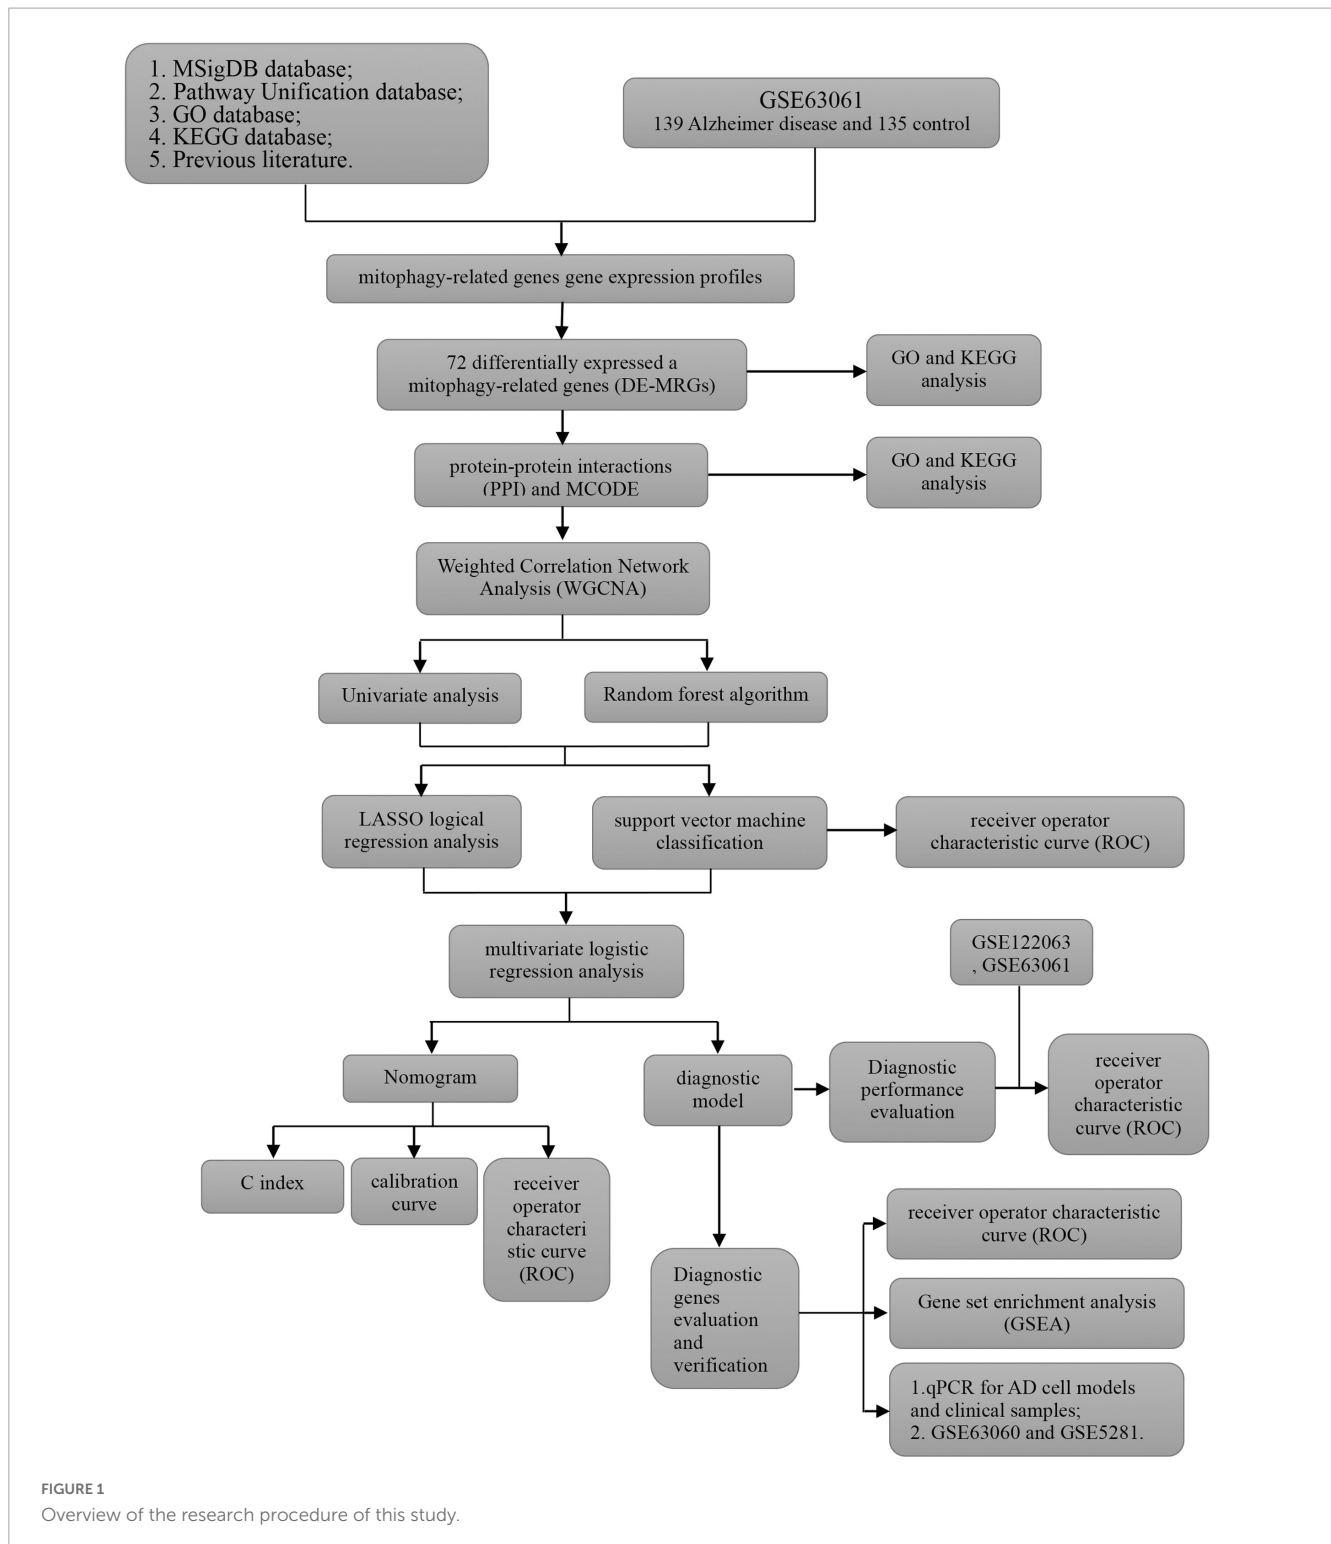 1. MSigDB database;
2. Pathway Unification database;
3. GO database;
4. KEGG database;
5. Previous literature.
GSE63061
139 Alzheimer disease and 135 control
mitophagy-related genes gene expression profiles
72 differentially expressed a
mitophagy-related genes (DE-MRGs)
GO and KEGG
analysis
protein-protein interactions
(PPI) and MCODE
GO and KEGG
analysis
Weighted Correlation Network
Analysis (WGCNA)
Univariate analysis
Random forest algorithm
LASSO logical
regression analysis
support vector machine
classification
receiver operator
characteristic curve (ROC)
multivariate logistic
regression analysis
GSE122063
, GSE63061
Nomogram
diagnostic
model
Diagnostic
performance
evaluation
receiver
operator
characteristic
curve (ROC)
C index
calibration
curve
receiver
operator
characteri
stic curve
(ROC)
Diagnostic
genes
evaluation
and
verification
receiver operator characteristic
curve (ROC)
Gene set enrichment analysis
(GSEA)
1.qPCR for AD cell models
and clinical samples;
2. GSE63060 and GSE5281.
FIGURE 1
Overview of the research procedure of this study.